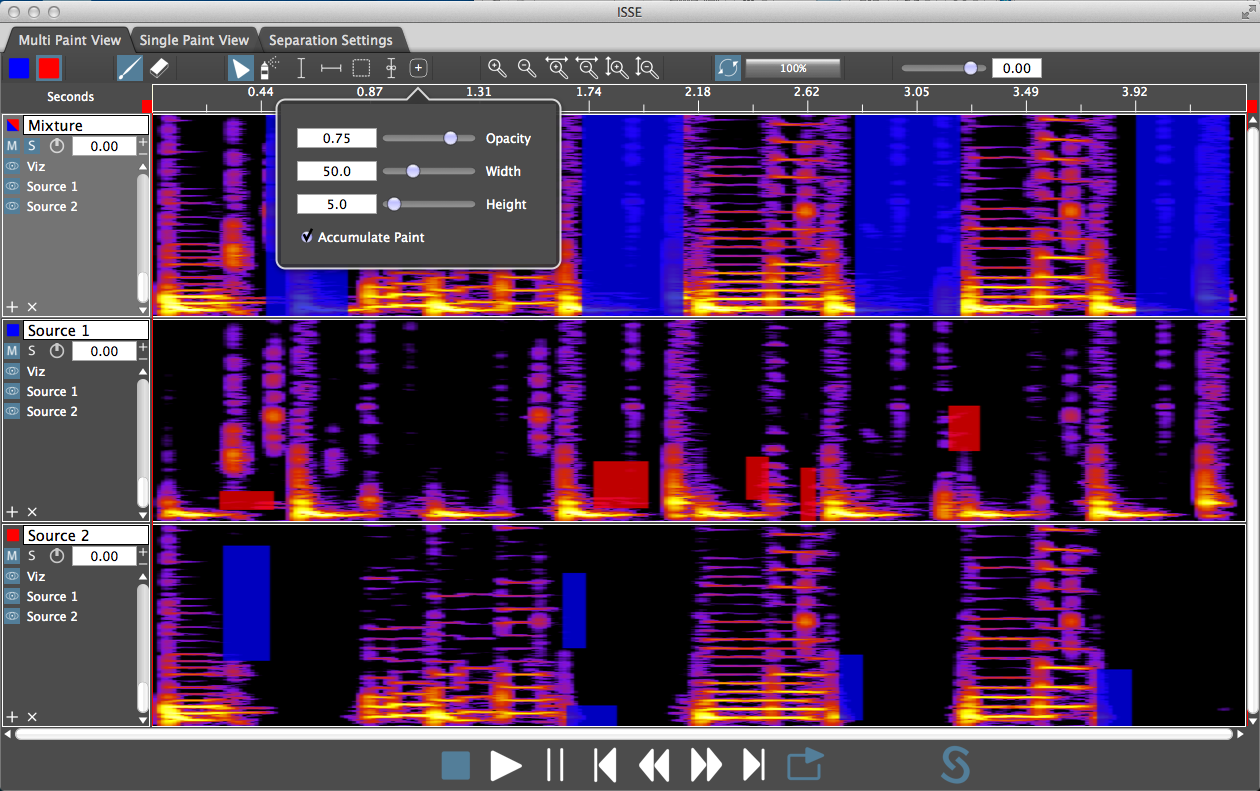 ISSE
Multi Paint View Single Paint View Separation Settings
100% 0.00
Seconds 0.44 0.87 1.31 1.74 2.18 2.62 3.05 3.49 3.92
Mixture
M S 0.00
Viz
Source 1
Source 2
0.75 Opacity
50.0 Width
5.0 Height
Accumulate Paint
Source 1
M S 0.00
Viz
Source 1
Source 2
Source 2
M S 0.00
Viz
Source 1
Source 2
S